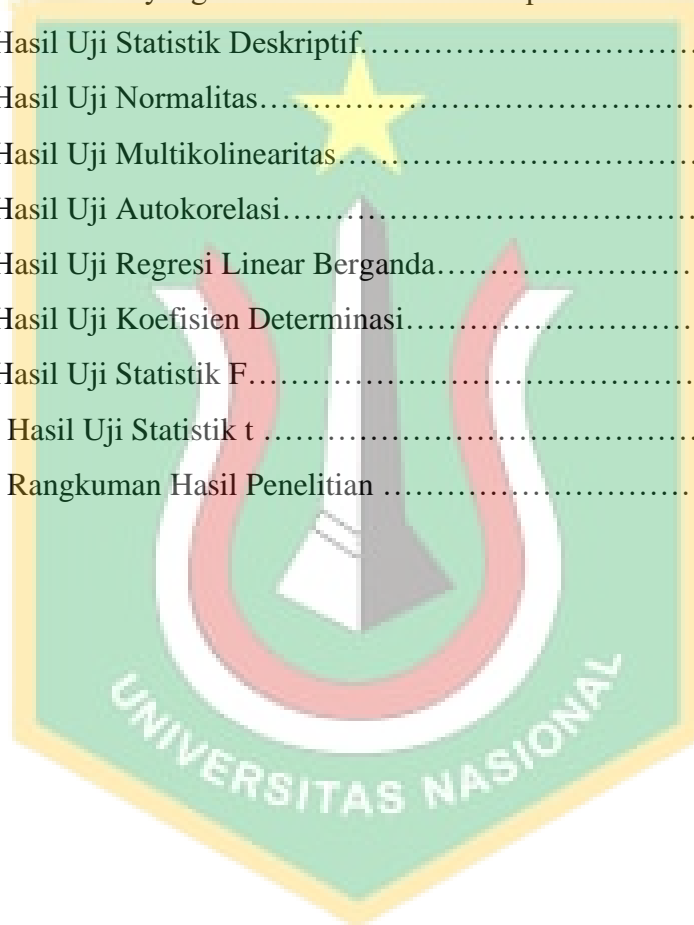 Hasil Uji Statistik Deskriptif……………………………
Hasil Uji Normalitas……………………………………
Hasil Uji Multikolinearitas………………………………
Hasil Uji Autokorelasi…………………………………
Hasil Uji Regresi Linear Berganda……………………
Hasil Uji Koefisien Determinasi………………………
Hasil Uji Statistik F……………………………………
Hasil Uji Statistik t ……………………………………
Rangkuman Hasil Penelitian …………………………
UNIVERSITAS NASIONAL